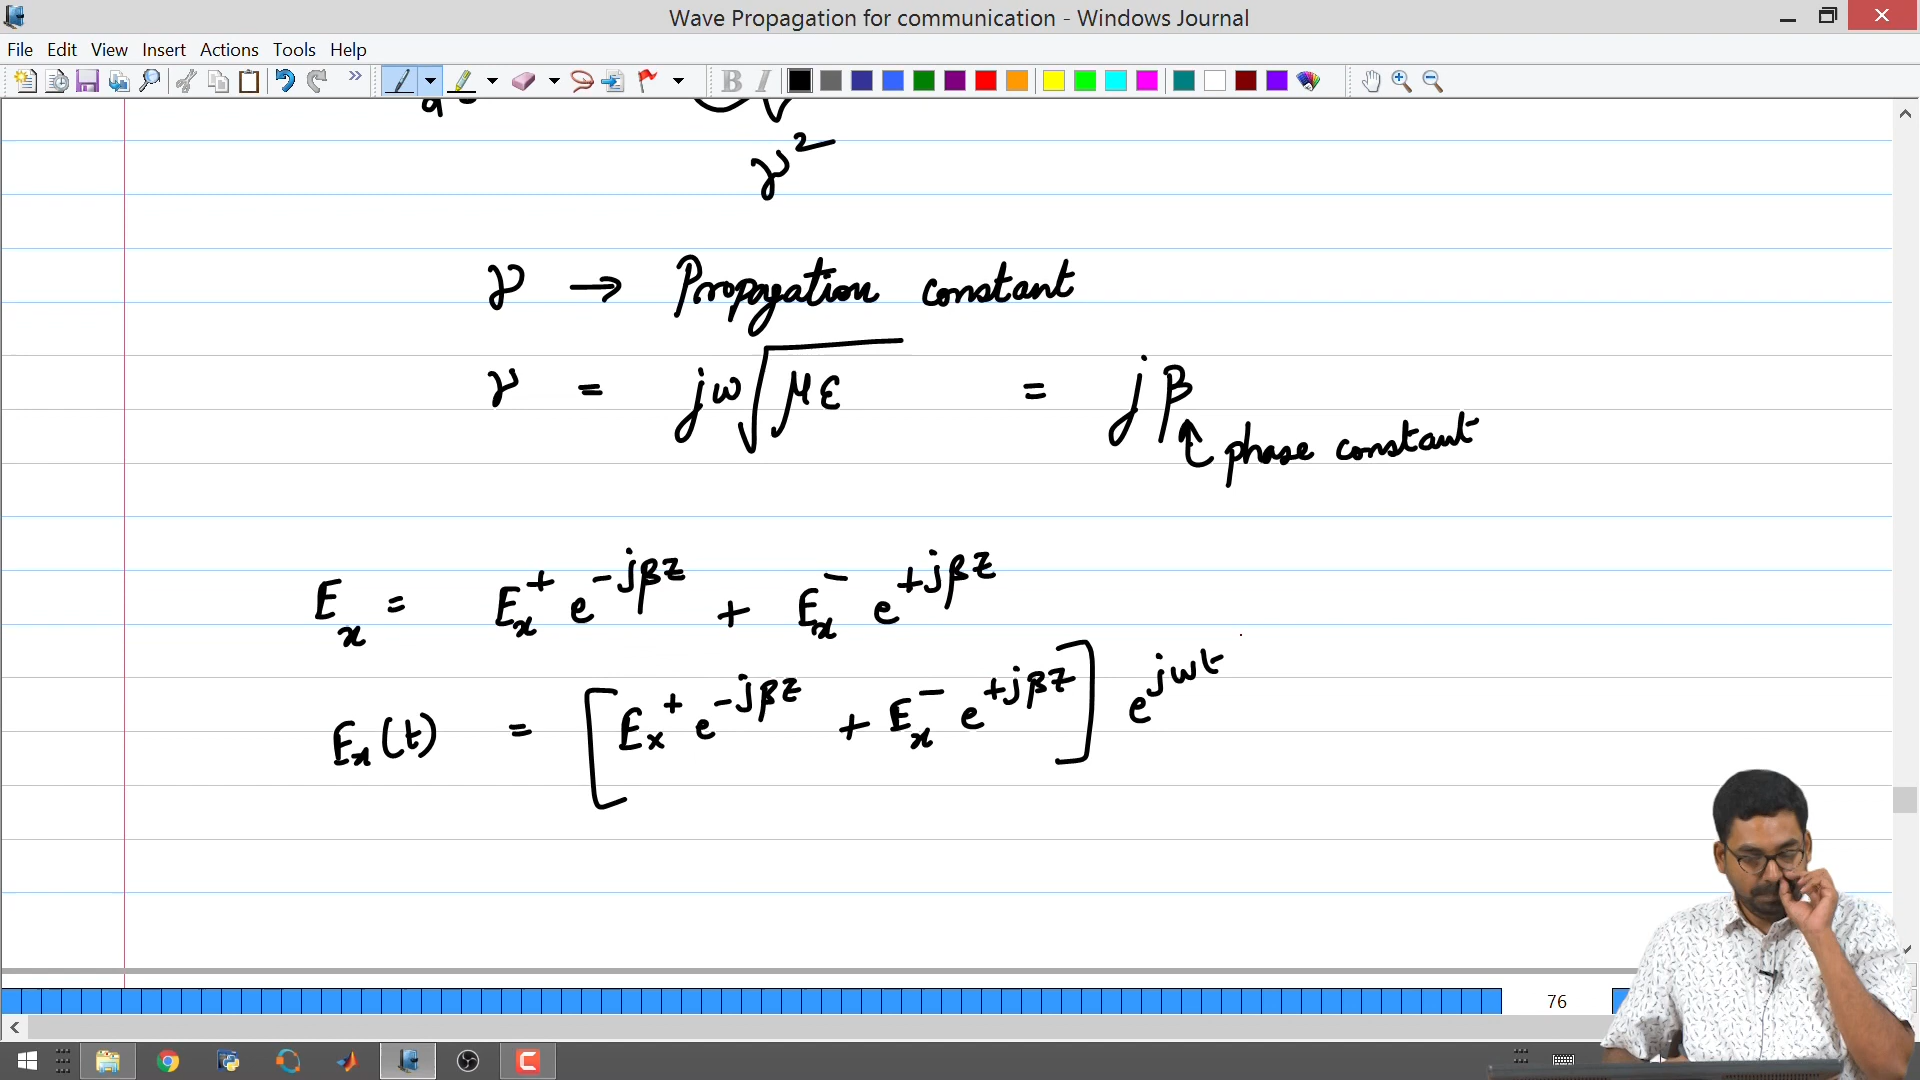 Wave Propagation for communication - Windows Journal
File Edit View Insert Actions Tools Help
B I
γ²
γ → Propagation constant
γ = jω√με = jβ
phase constant
Eₓ = Eₓ⁺ e^{-jβz} + Eₓ⁻ e^{+jβz}
Eₓ(t) = [Eₓ⁺ e^{-jβz} + Eₓ⁻ e^{+jβz}] e^{jωt}
76